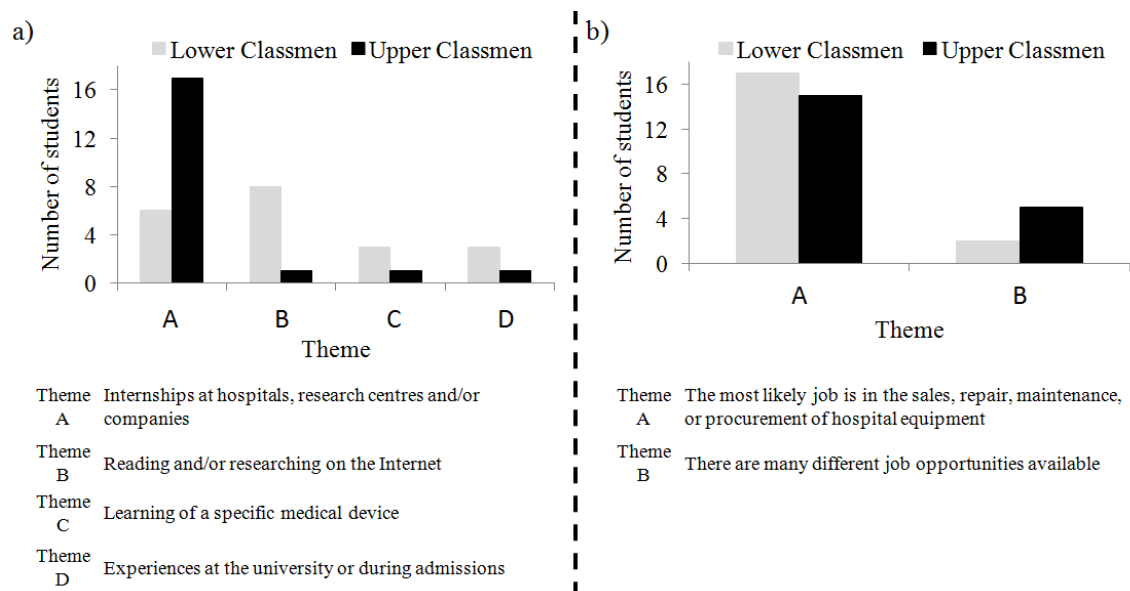 a)
Lower Classmen Upper Classmen
Number of students
16
12
8
4
0
A B C D
Theme
Theme A Internships at hospitals, research centres and/or
companies
Theme B Reading and/or researching on the Internet
Theme C Learning of a specific medical device
Theme D Experiences at the university or during admissions
b)
Lower Classmen Upper Classmen
Number of students
16
12
8
4
0
A B
Theme
Theme A The most likely job is in the sales, repair, maintenance,
or procurement of hospital equipment
Theme B There are many different job opportunities available